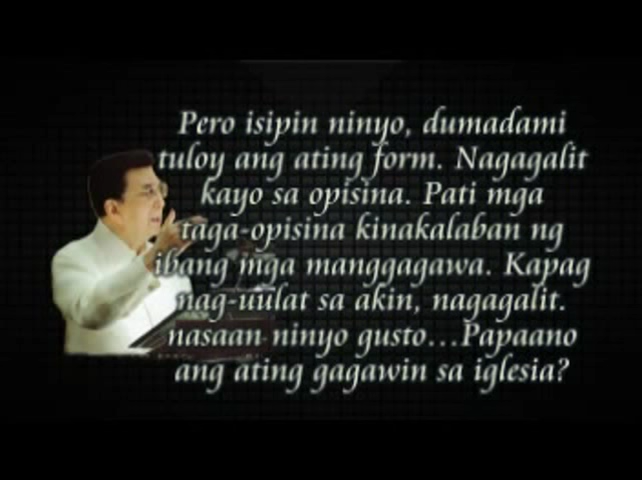 Pero isipin ninyo, dumadami
tuloy ang ating form. Nagagalit
kayo sa opisina. Pati mga
taga-opisina kinakalaban ng
ibang mga manggagawa. Kapag
nag-uulat sa akin, nagagalit.
nasaan ninyo gusto...Papaano
ang ating gagawin sa iglesia?